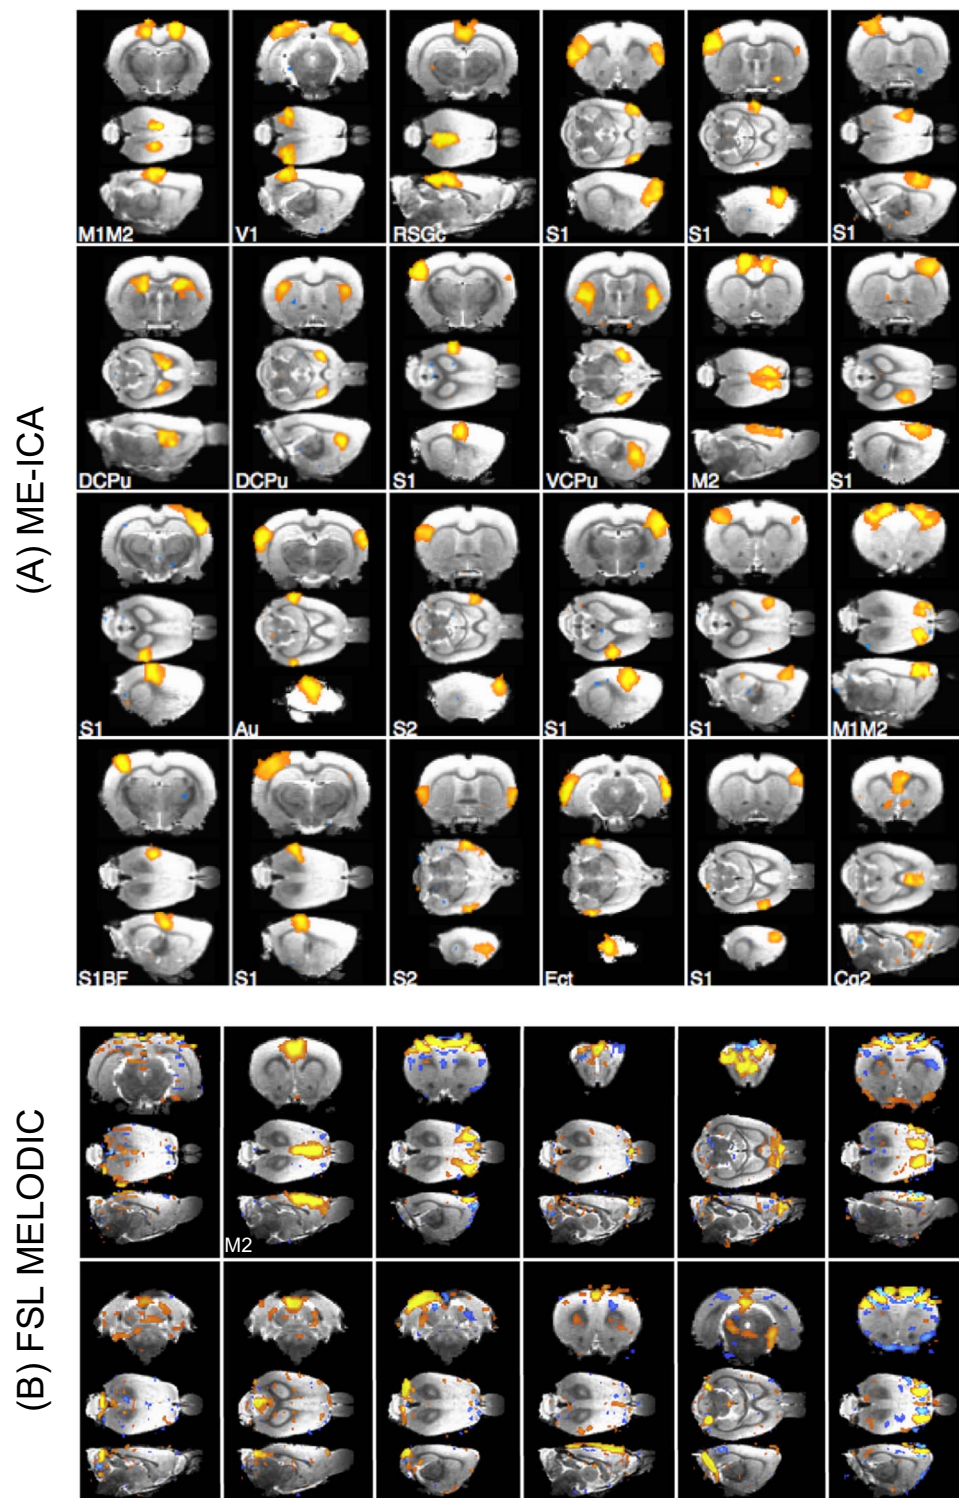 (A) ME-ICA
M1M2 V1 RSGc S1 S1 S1
DCPu DCPu S1 VCPu M2 S1
S1 Au S2 S1 S1 M1M2
S1BF S1 S2 Ect S1 Cg2
(B) FSL MELODIC
M2